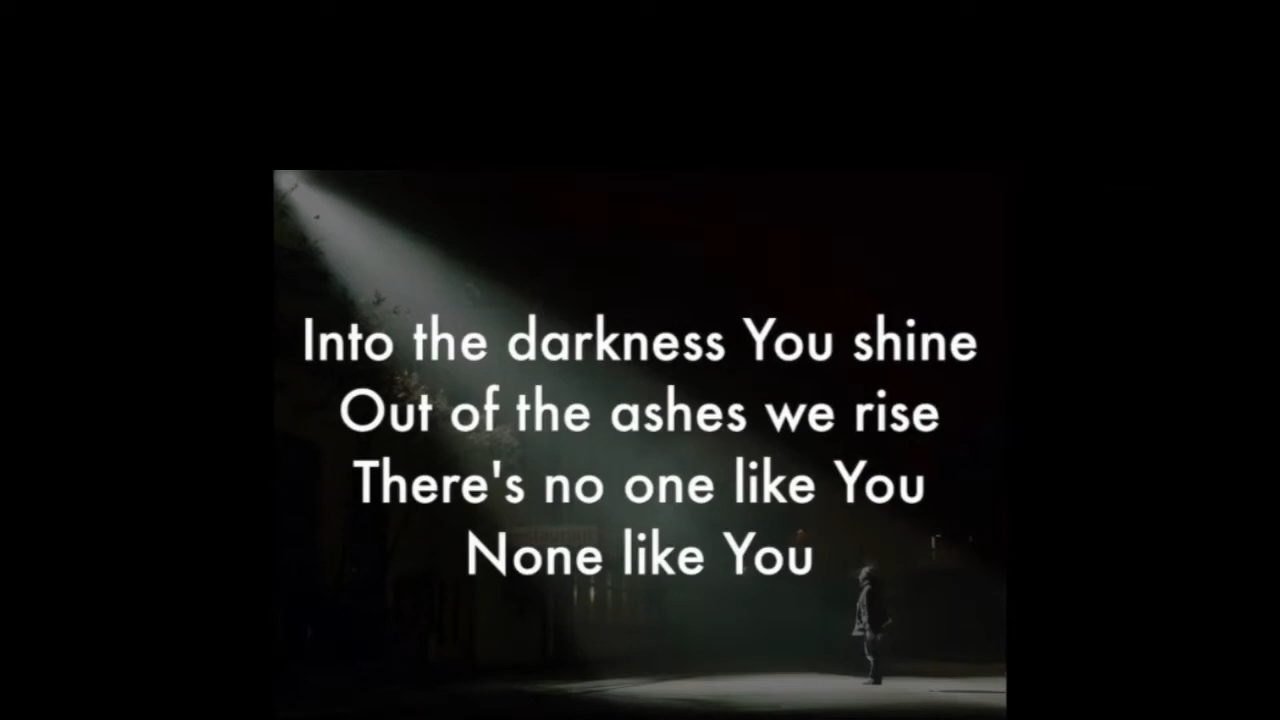 Into the darkness You shine
Out of the ashes we rise
There's no one like You
None like You